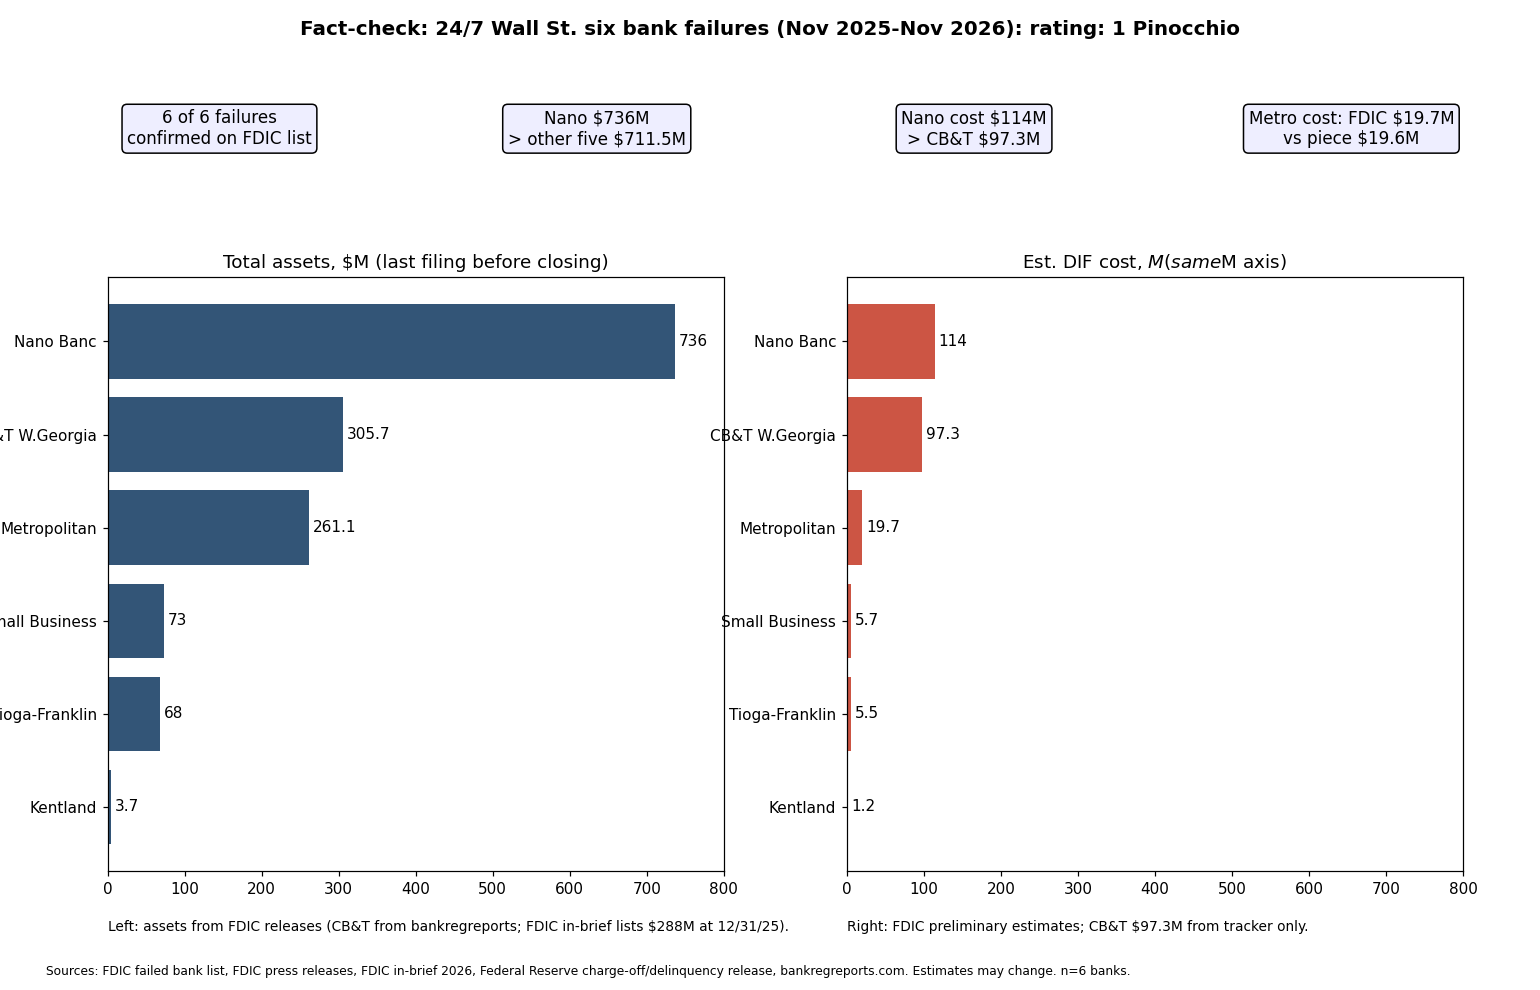 Fact-check: 24/7 Wall St. six bank failures (Nov 2025-Nov 2026): rating: 1 Pinocchio
6 of 6 failures
confirmed on FDIC list
Nano $736M
> other five $711.5M
Nano cost $114M
> CB&T $97.3M
Metro cost: FDIC $19.7M
vs piece $19.6M
Total assets, $M (last filing before closing)
Nano Banc
736
&T W.Georgia
305.7
Metropolitan
261.1
mall Business
73
ioga-Franklin
68
Kentland
3.7
0 100 200 300 400 500 600 700 800
Left: assets from FDIC releases (CB&T from bankregreports; FDIC in-brief lists $288M at 12/31/25).
Est. DIF cost, M(sameM axis)
Nano Banc
114
CB&T W.Georgia
97.3
Metropolitan
19.7
Small Business
5.7
Tioga-Franklin
5.5
Kentland
1.2
0 100 200 300 400 500 600 700 800
Right: FDIC preliminary estimates; CB&T $97.3M from tracker only.
Sources: FDIC failed bank list, FDIC press releases, FDIC in-brief 2026, Federal Reserve charge-off/delinquency release, bankregreports.com. Estimates may change. n=6 banks.